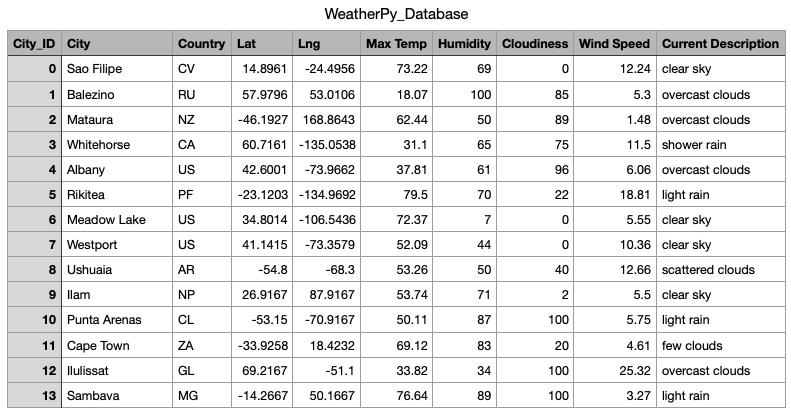 WeatherPy_Database
City_ID City Country Lat Lng Max Temp Humidity Cloudiness Wind Speed Current Description
0 Sao Filipe CV 14.8961 -24.4956 73.22 69 0 12.24 clear sky
1 Balezino RU 57.9796 53.0106 18.07 100 85 5.3 overcast clouds
2 Mataura NZ -46.1927 168.8643 62.44 50 89 1.48 overcast clouds
3 Whitehorse CA 60.7161 -135.0538 31.1 65 75 11.5 shower rain
4 Albany US 42.6001 -73.9662 37.81 61 96 6.06 overcast clouds
5 Rikitea PF -23.1203 -134.9692 79.5 70 22 18.81 light rain
6 Meadow Lake US 34.8014 -106.5436 72.37 7 0 5.55 clear sky
7 Westport US 41.1415 -73.3579 52.09 44 0 10.36 clear sky
8 Ushuaia AR -54.8 -68.3 53.26 50 40 12.66 scattered clouds
9 Ilam NP 26.9167 87.9167 53.74 71 2 5.5 clear sky
10 Punta Arenas CL -53.15 -70.9167 50.11 87 100 5.75 light rain
11 Cape Town ZA -33.9258 18.4232 69.12 83 20 4.61 few clouds
12 Ilulissat GL 69.2167 -51.1 33.82 34 100 25.32 overcast clouds
13 Sambava MG -14.2667 50.1667 76.64 89 100 3.27 light rain